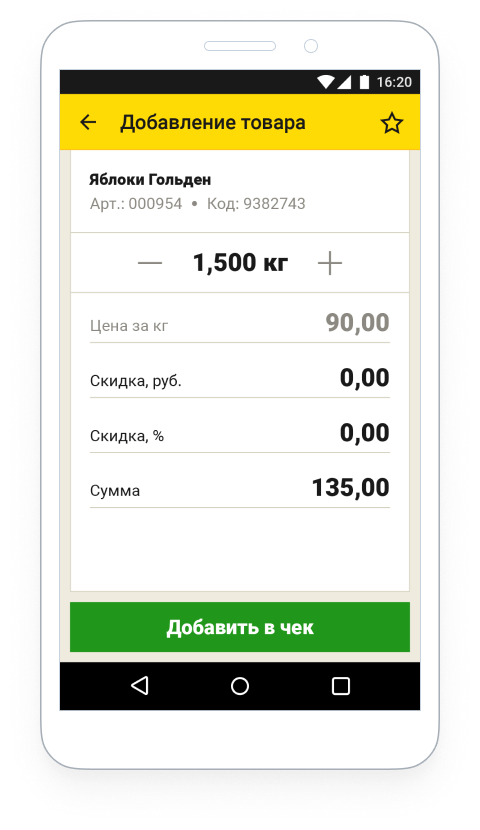 16:20
Добавление товара
Яблоки Гольден
Арт.: 000954 • Код: 9382743
1,500 кг
Цена за кг 90,00
Скидка, руб. 0,00
Скидка, % 0,00
Сумма 135,00
Добавить в чек